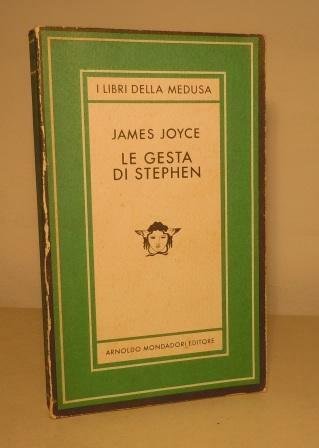 I LIBRI DELLA MEDUSA
JAMES JOYCE
LE GESTA
DI STEPHEN
ARNOLDO MONDADORI EDITORE